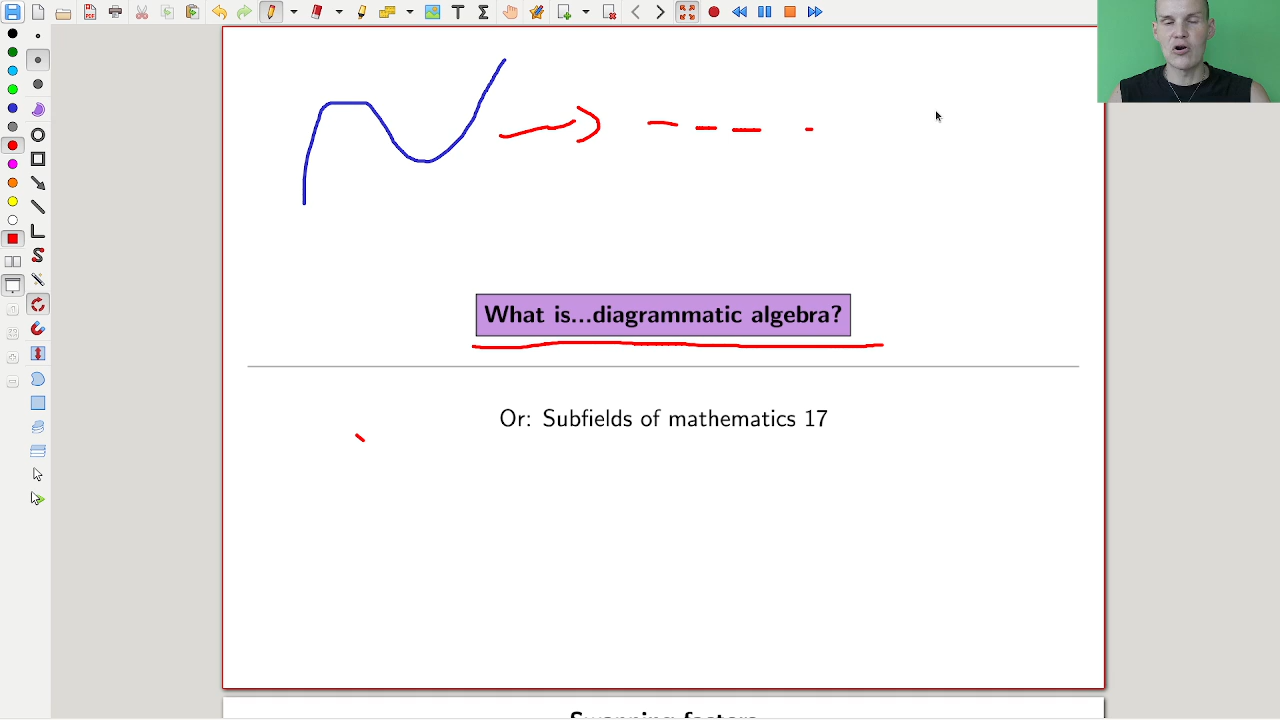 What is...diagrammatic algebra?
Or: Subfields of mathematics 17
Swapping factors